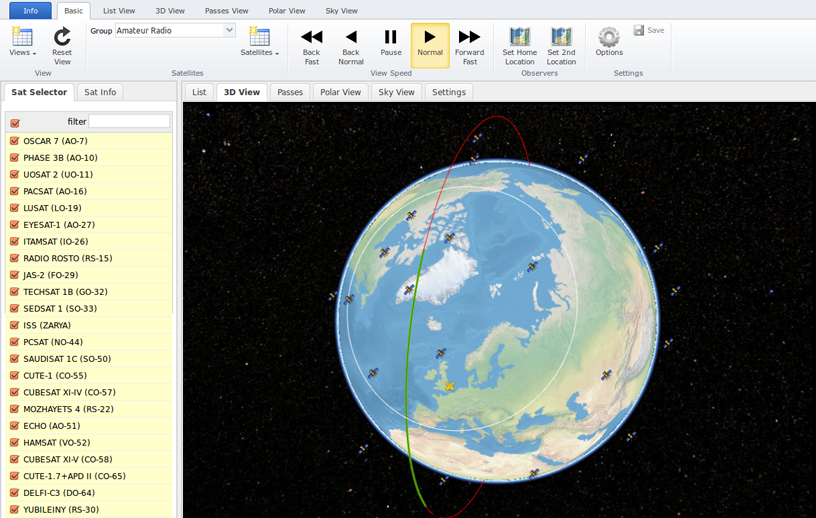 Info Basic List View 3D View Passes View Polar View Sky View
Group Amateur Radio
Views Reset View
Satellites
Back Fast Back Normal Pause Normal Forward Fast
Set Home Location Set 2nd Location
Options Save
View Satellites View Speed Observers Settings
Sat Selector Sat Info
List 3D View Passes Polar View Sky View Settings
filter
OSCAR 7 (AO-7)
PHASE 3B (AO-10)
UOSAT 2 (UO-11)
PACSAT (AO-16)
LUSAT (LO-19)
EYESAT-1 (AO-27)
ITAMSAT (IO-26)
RADIO ROSTO (RS-15)
JAS-2 (FO-29)
TECHSAT 1B (GO-32)
SEDSAT 1 (SO-33)
ISS (ZARYA)
PCSAT (NO-44)
SAUDISAT 1C (SO-50)
CUTE-1 (CO-55)
CUBESAT XI-IV (CO-57)
MOZHAYETS 4 (RS-22)
ECHO (AO-51)
HAMSAT (VO-52)
CUBESAT XI-V (CO-58)
CUTE-1.7+APD II (CO-65)
DELFI-C3 (DO-64)
YUBILEINY (RS-30)